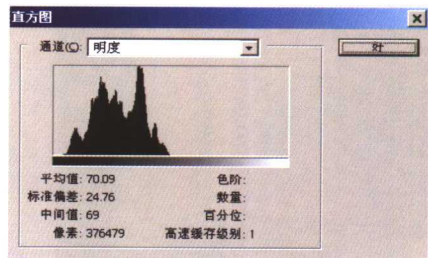 直方图
通道(C): 明度
好
平均值: 70.09
色阶:
标准偏差: 24.76
数量:
中间值: 69
百分位:
像素: 376479
高速缓存级别: 1